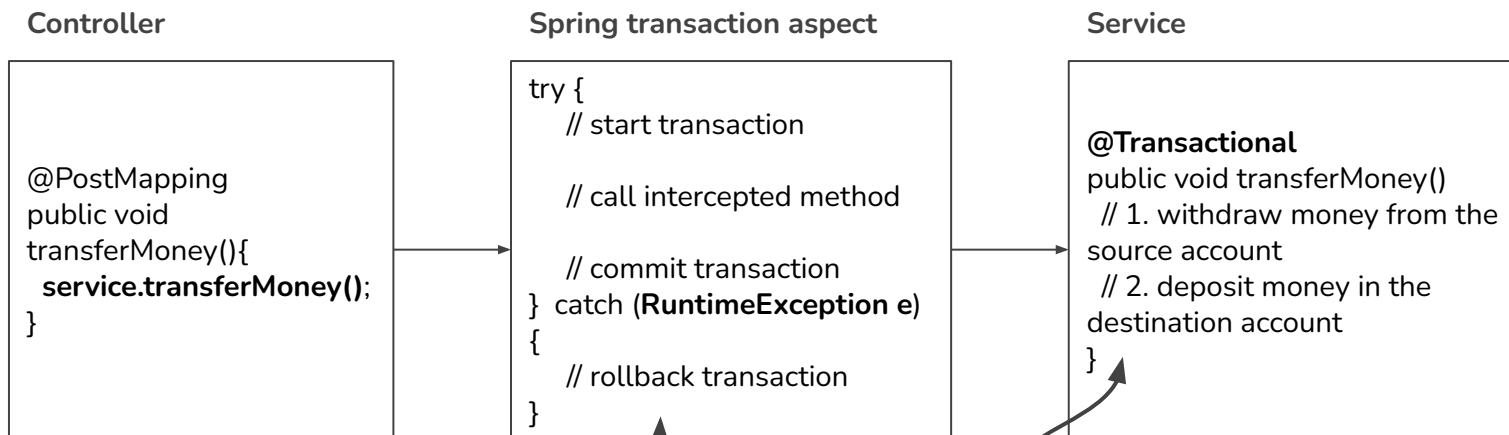 Controller
Spring transaction aspect
Service
@PostMapping
public void
transferMoney(){
service.transferMoney();
}
try {
// start transaction
// call intercepted method
// commit transaction
} catch (RuntimeException e)
{
// rollback transaction
}
@Transactional
public void transferMoney()
// 1. withdraw money from the
source account
// 2. deposit money in the
destination account
}